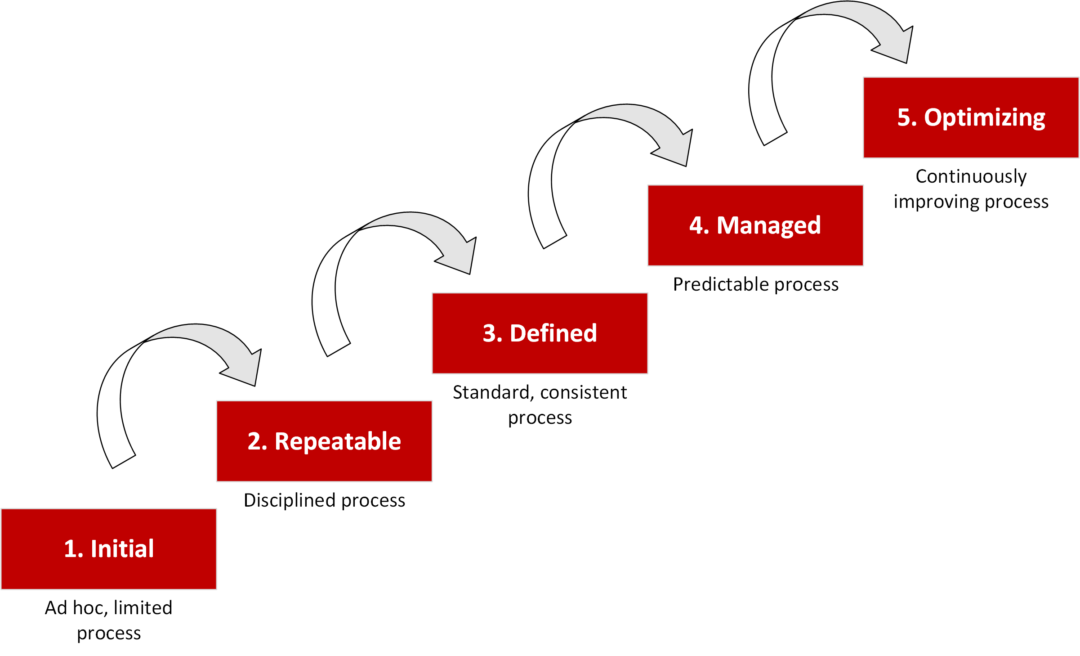 1. Initial
Ad hoc, limited
process
2. Repeatable
Disciplined process
3. Defined
Standard, consistent
process
4. Managed
Predictable process
5. Optimizing
Continuously
improving process